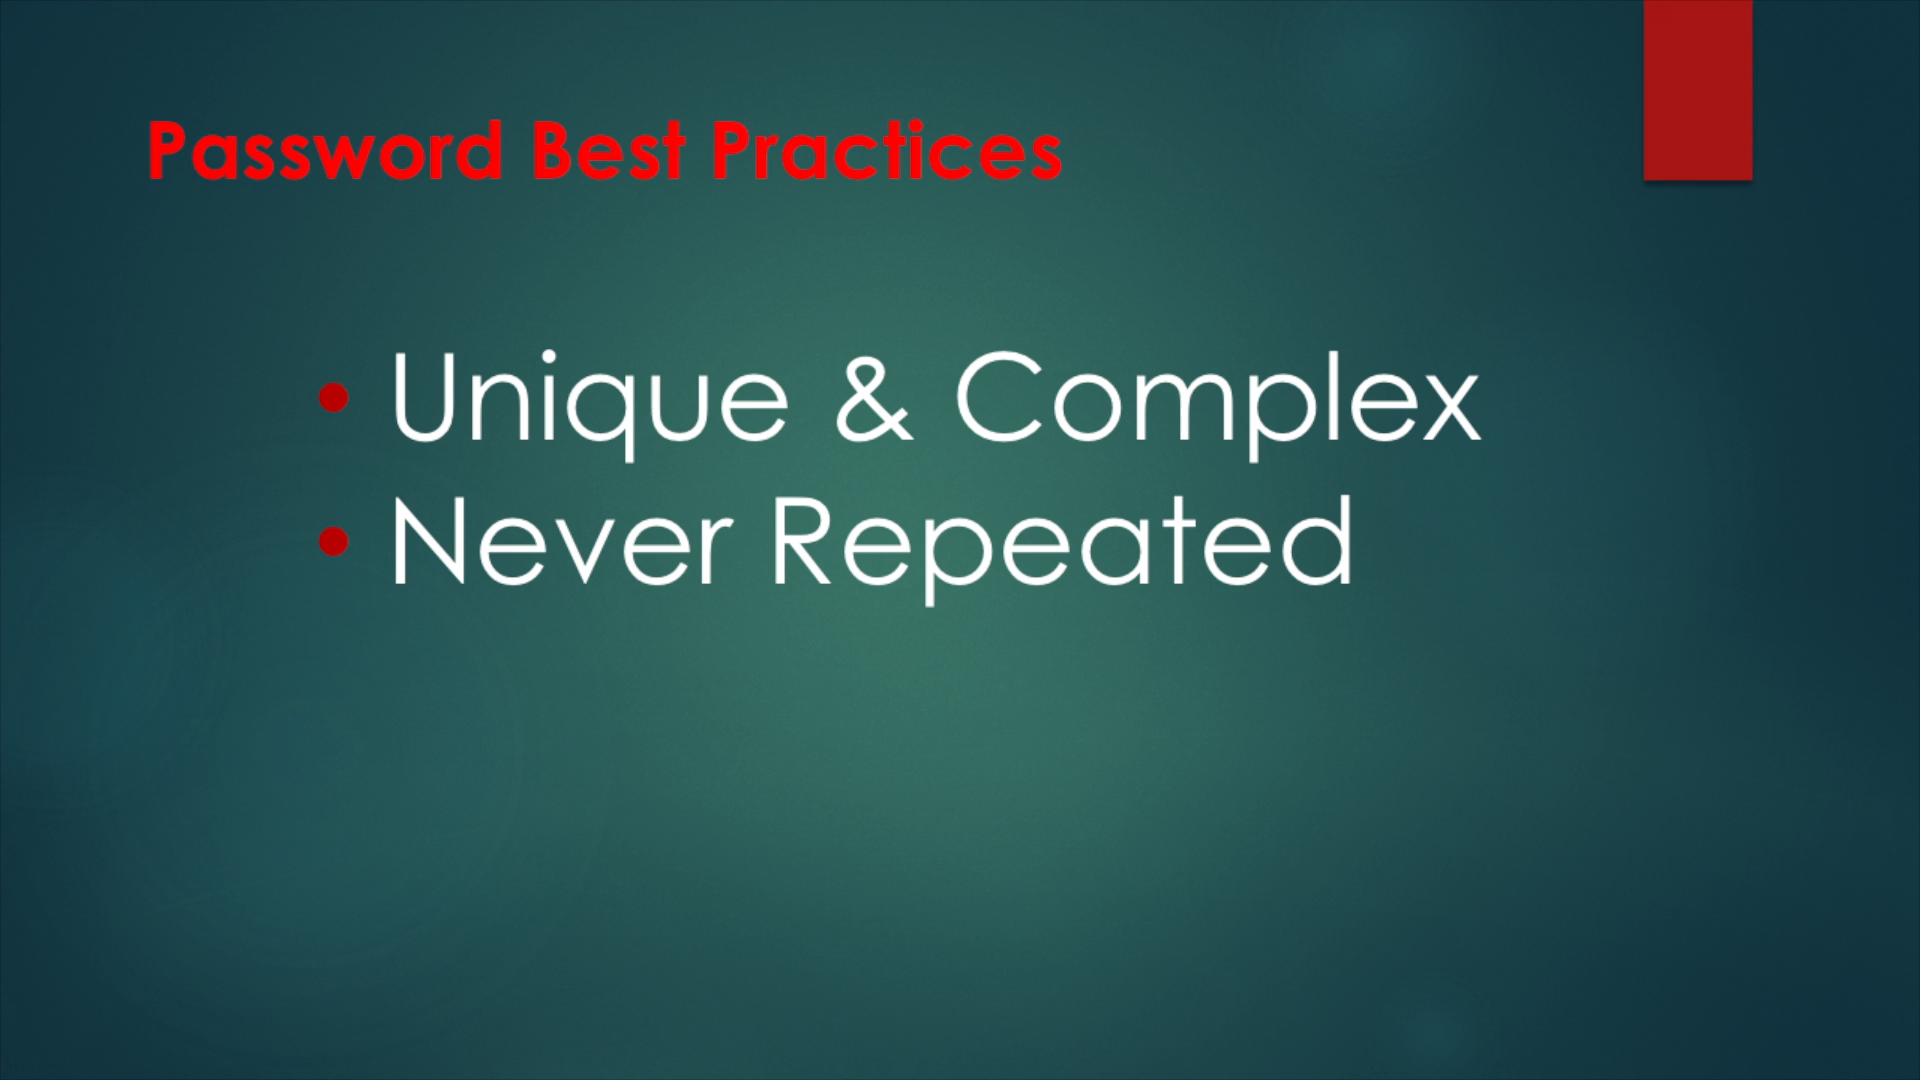 Password Best Practices
• Unique & Complex
• Never Repeated